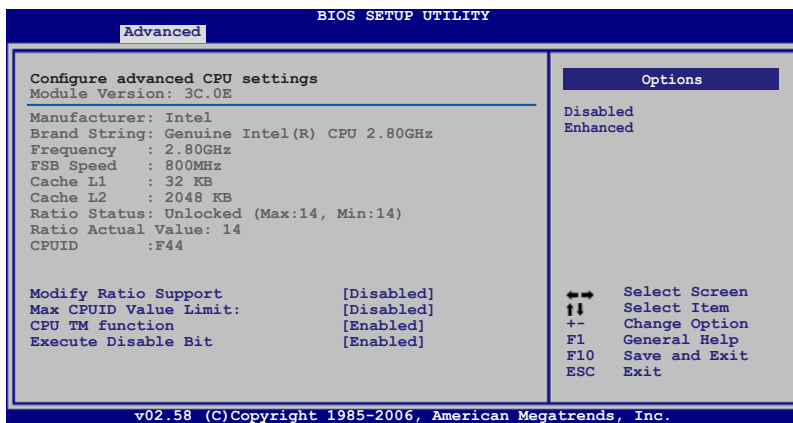 BIOS SETUP UTILITY
Advanced
Configure advanced CPU settings
Module Version: 3C.0E
Manufacturer: Intel
Brand String: Genuine Intel(R) CPU 2.80GHz
Frequency : 2.80GHz
FSB Speed : 800MHz
Cache L1 : 32 KB
Cache L2 : 2048 KB
Ratio Status: Unlocked (Max:14, Min:14)
Ratio Actual Value: 14
CPUID :F44
Modify Ratio Support [Disabled]
Max CPUID Value Limit: [Disabled]
CPU TM function [Enabled]
Execute Disable Bit [Enabled]
Options
Disabled
Enhanced
Select Screen
Select Item
+- Change Option
F1 General Help
F10 Save and Exit
ESC Exit
v02.58 (C)Copyright 1985-2006, American Megatrends, Inc.